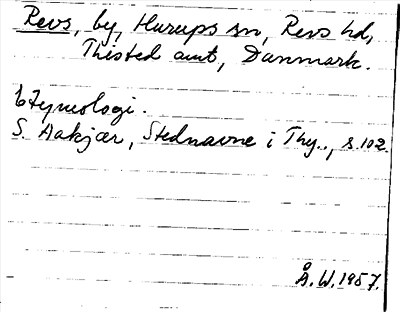 Revs, by, Hurups sn, Revs hd,
Thisted amt, Danmark.
Etymologi.
S. Aakjær, Stednavne i Thy.., s. 102.
Å. W. 1957.